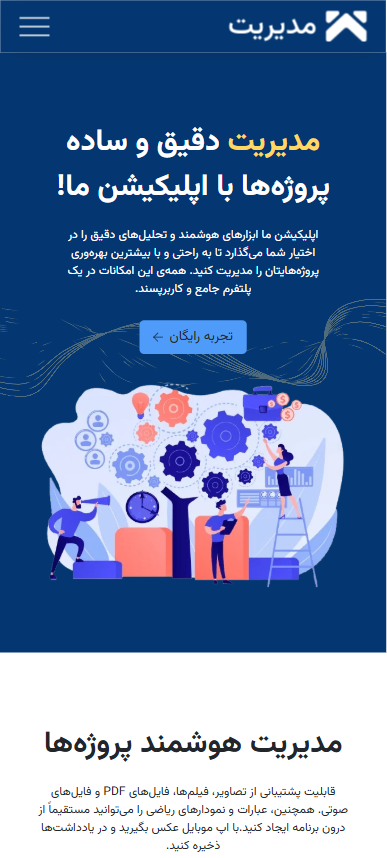 مدیریت
مدیریت دقیق و ساده
پروژه‌ها با اپلیکیشن ما!
اپلیکیشن ما ابزارهای هوشمند و تحلیل‌های دقیق را در
اختیار شما می‌گذارد تا به راحتی و با بیشترین بهره‌وری
پروژه‌هایتان را مدیریت کنید. همه‌ی این امکانات در یک
پلتفرم جامع و کاربرپسند.
تجربه رایگان ←
مدیریت هوشمند پروژه‌ها
قابلیت پشتیبانی از تصاویر، فیلم‌ها، فایل‌های PDF و فایل‌های
صوتی. همچنین، عبارات و نمودارهای ریاضی را می‌توانید مستقیماً از
درون برنامه ایجاد کنید.با اپ موبایل عکس بگیرید و در یادداشت‌ها
ذخیره کنید.